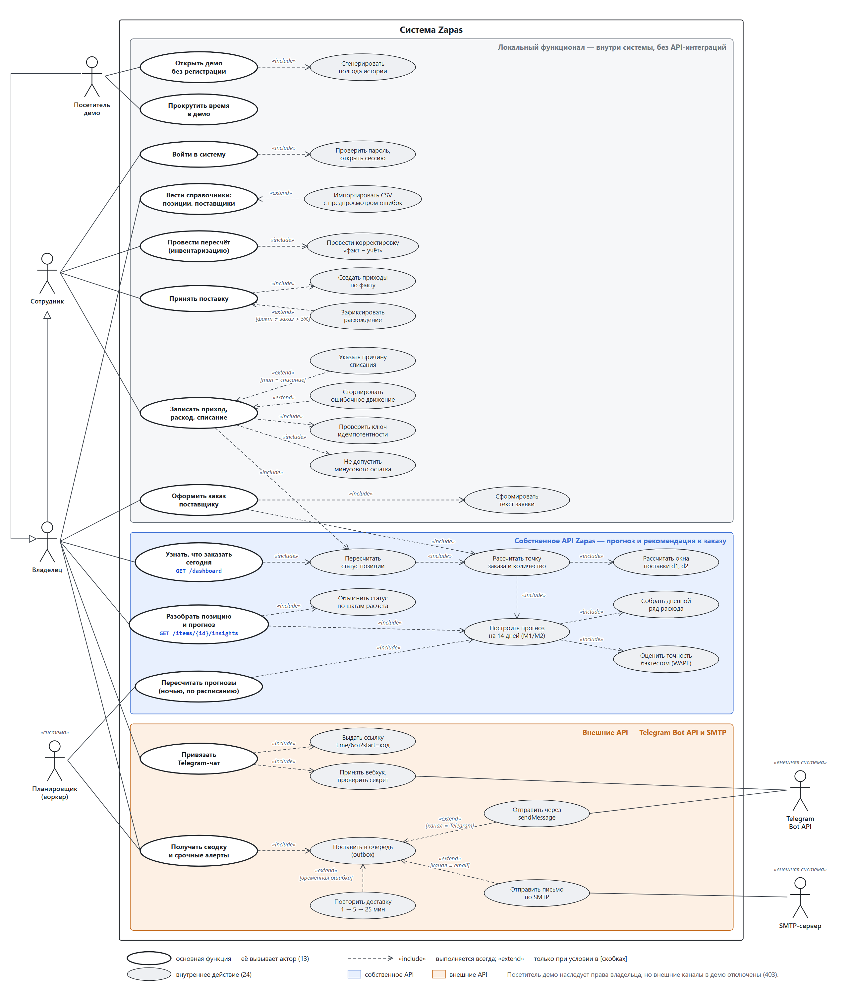 Система Zapas
Локальный функционал — внутри системы, без API-интеграций
Посетитель
демо
Открыть демо
без регистрации
«include»
Сгенерировать
полгода истории
Прокрутить время
в демо
Войти в систему
«include»
Проверить пароль,
открыть сессию
Вести справочники:
позиции, поставщики
«extend»
Импортировать CSV
с предпросмотром ошибок
Провести пересчёт
(инвентаризацию)
«include»
Провести корректировку
«факт − учёт»
Сотрудник
Принять поставку
«include»
Создать приходы
по факту
«extend»
[факт ≠ заказ > 5%]
Зафиксировать
расхождение
Указать причину
списания
«extend»
[тип = списание]
Сторнировать
ошибочное движение
«extend»
Записать приход,
расход, списание
«include»
Проверить ключ
идемпотентности
«include»
Не допустить
минусового остатка
«include»
Оформить заказ
поставщику
«include»
Сформировать
текст заявки
Собственное API Zapas — прогноз и рекомендация к заказу
«include»
Владелец
Узнать, что заказать
сегодня
GET /dashboard
«include»
Пересчитать
статус позиции
«include»
Рассчитать точку
заказа и количество
«include»
Рассчитать окна
поставки d1, d2
«include»
Разобрать позицию
и прогноз
GET /items/{id}/insights
«include»
Объяснить статус
по шагам расчёта
«include»
Построить прогноз
на 14 дней (M1/M2)
«include»
Собрать дневной
ряд расхода
«include»
Оценить точность
бэктестом (WAPE)
«include»
Пересчитать прогнозы
(ночью, по расписанию)
Внешние API — Telegram Bot API и SMTP
«система»
Планировщик
(воркер)
Привязать
Telegram-чат
«include»
Выдать ссылку
t.me/бот?start=код
«include»
Принять вебхук,
проверить секрет
«внешняя система»
Telegram
Bot API
Отправить через
sendMessage
«extend»
[канал = Telegram]
Получать сводку
и срочные алерты
«include»
Поставить в очередь
(outbox)
«extend»
[канал = email]
«extend»
[временная ошибка]
Отправить письмо
по SMTP
Повторить доставку
1 → 5 → 25 мин
«внешняя система»
SMTP-сервер
основная функция — её вызывает актор (13)
«include» — выполняется всегда; «extend» — только при условии в [скобках]
внутреннее действие (24)
собственное API
внешние API
Посетитель демо наследует права владельца, но внешние каналы в демо отключены (403).